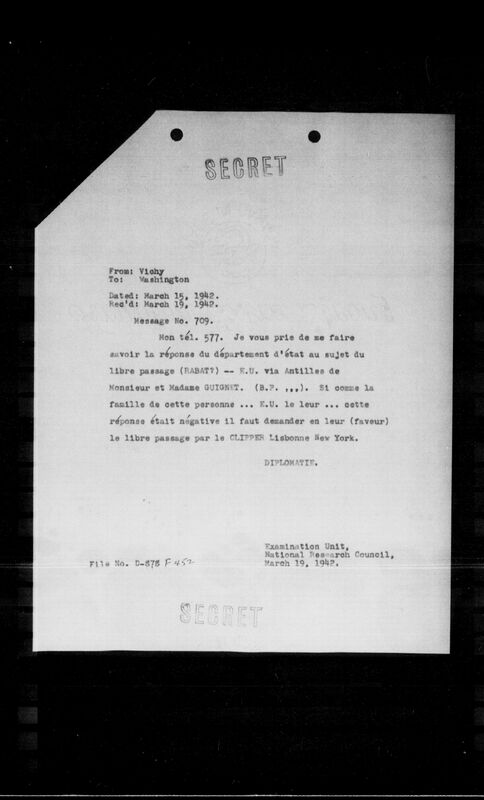 SECRET
From: Vichy
To: Washington
Dated: March 15, 1942.
Rec'd: March 19, 1942.
Message No. 709.
Mon tél. 577. Je vous prie de me faire
savoir la réponse du département d'état au sujet du
libre passage (RABAT?) -- E.U. via Antilles de
Monsieur et Madame GUIGNET. (B.F. ,,,). Si comme la
famille de cette personne ... E.U. le leur ... cette
réponse était négative il faut demander en leur (faveur)
le libre passage par le CLIPPER Lisbonne New York.
DIPLOMATIE.
Examination Unit,
National Research Council,
March 19, 1942.
File No. D-878 F 452
SECRET